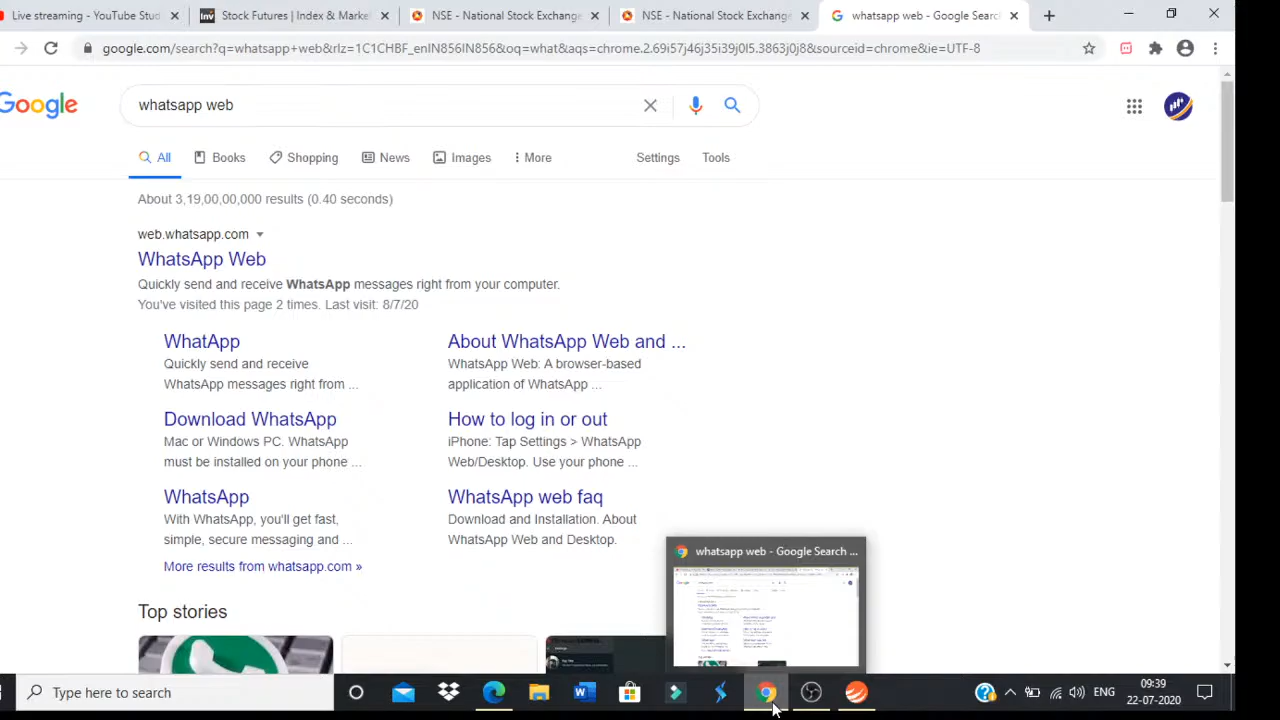 Live streaming - YouTube Stud
Stock Futures | Index & Market
NSE - National Stock Exchange
NSE - National Stock Exchange
whatsapp web - Google Search
google.com/search?q=whatsapp+web&rlz=1C1CHBF_enIN856IN856&oq=what&aqs=chrome.2.69i57j46j35i39j0l5.3863j0j8&sourceid=chrome&ie=UTF-8
Google
whatsapp web
All
Books
Shopping
News
Images
More
Settings
Tools
About 3,19,00,00,000 results (0.40 seconds)
web.whatsapp.com
WhatsApp Web
Quickly send and receive WhatsApp messages right from your computer.
You've visited this page 2 times. Last visit: 8/7/20
WhatApp
Quickly send and receive
WhatsApp messages right from ...
About WhatsApp Web and ...
WhatsApp Web: A browser-based
application of WhatsApp ...
Download WhatsApp
Mac or Windows PC. WhatsApp
must be installed on your phone ...
How to log in or out
iPhone: Tap Settings > WhatsApp
Web/Desktop. Use your phone ...
WhatsApp
With WhatsApp, you'll get fast,
simple, secure messaging and ...
WhatsApp web faq
Download and Installation. About
WhatsApp Web and Desktop.
More results from whatsapp.com »
Top stories
whatsapp web - Google Search ...
Type here to search
ENG
09:39
22-07-2020